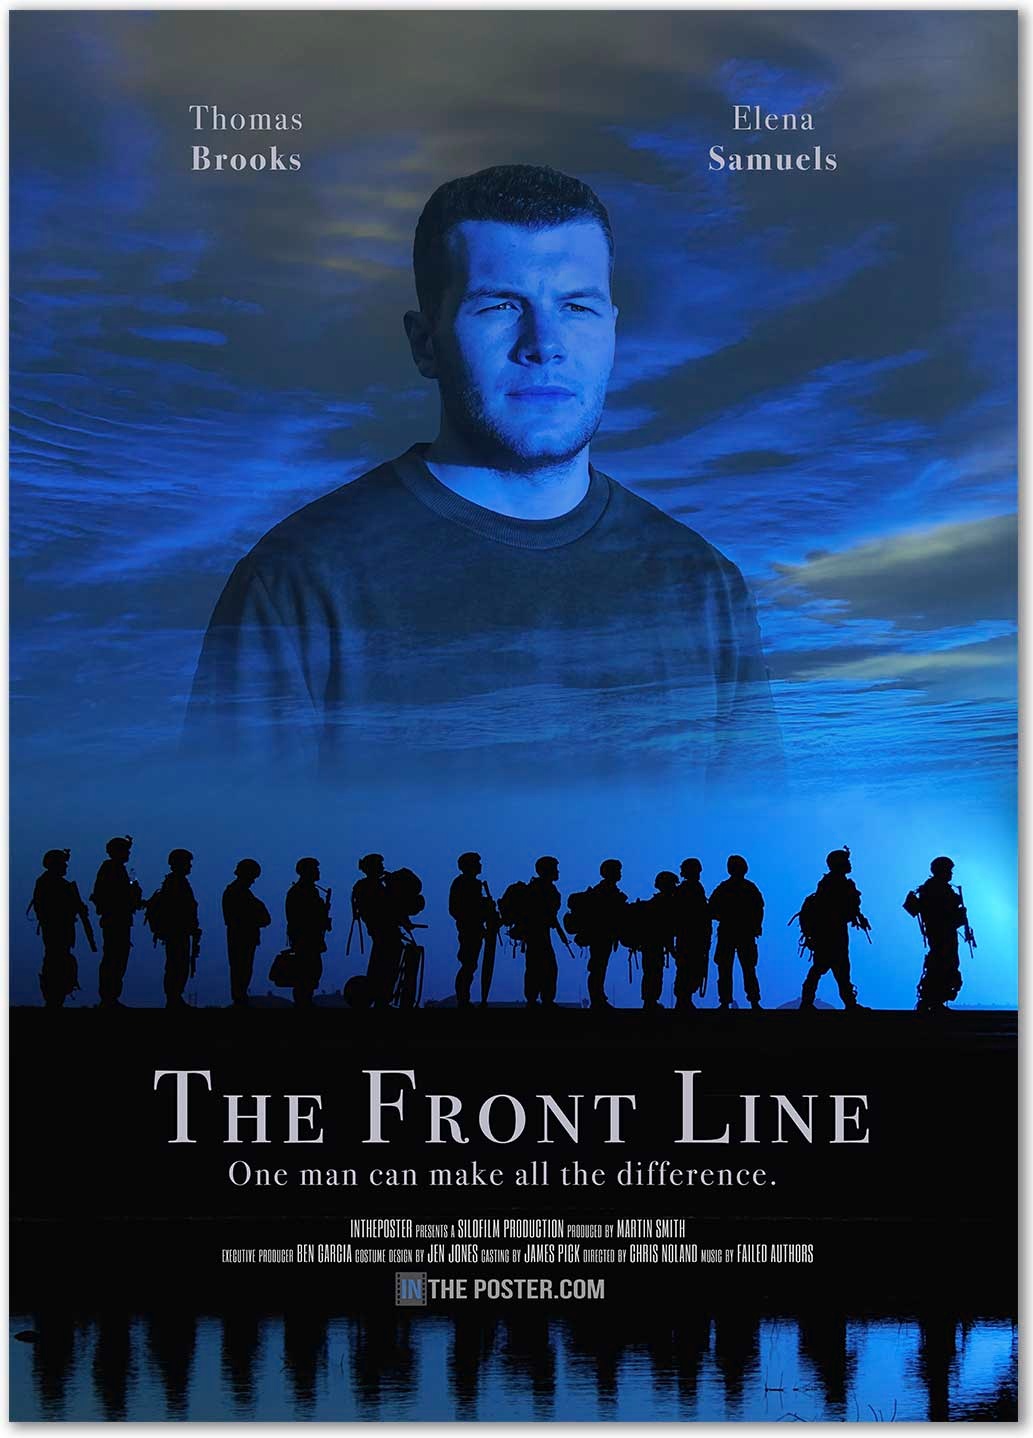 Thomas
Brooks
Elena
Samuels
THE FRONT LINE
One man can make all the difference.
INTHEPOSTER PRESENTS A SILOFILM PRODUCTION PRODUCED BY MARTIN SMITH
EXECUTIVE PRODUCER BEN GARCIA COSTUME DESIGN BY JEN JONES CASTING BY JAMES PICK DIRECTED BY CHRIS NOLAND MUSIC BY FAILED AUTHORS
IN THE POSTER.COM